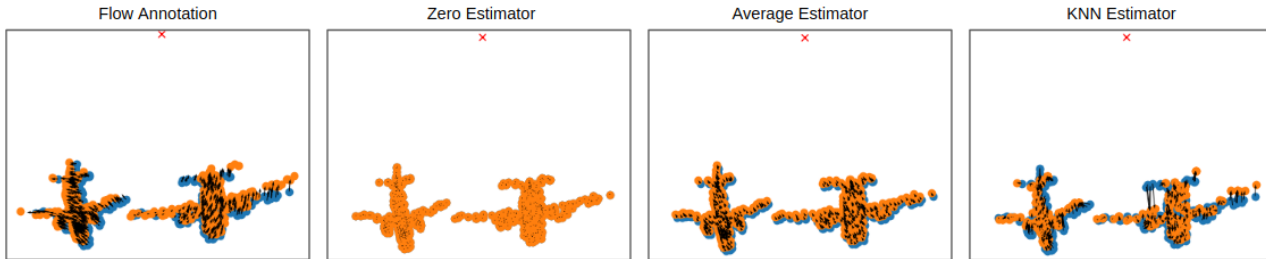 Flow Annotation
Zero Estimator
Average Estimator
KNN Estimator